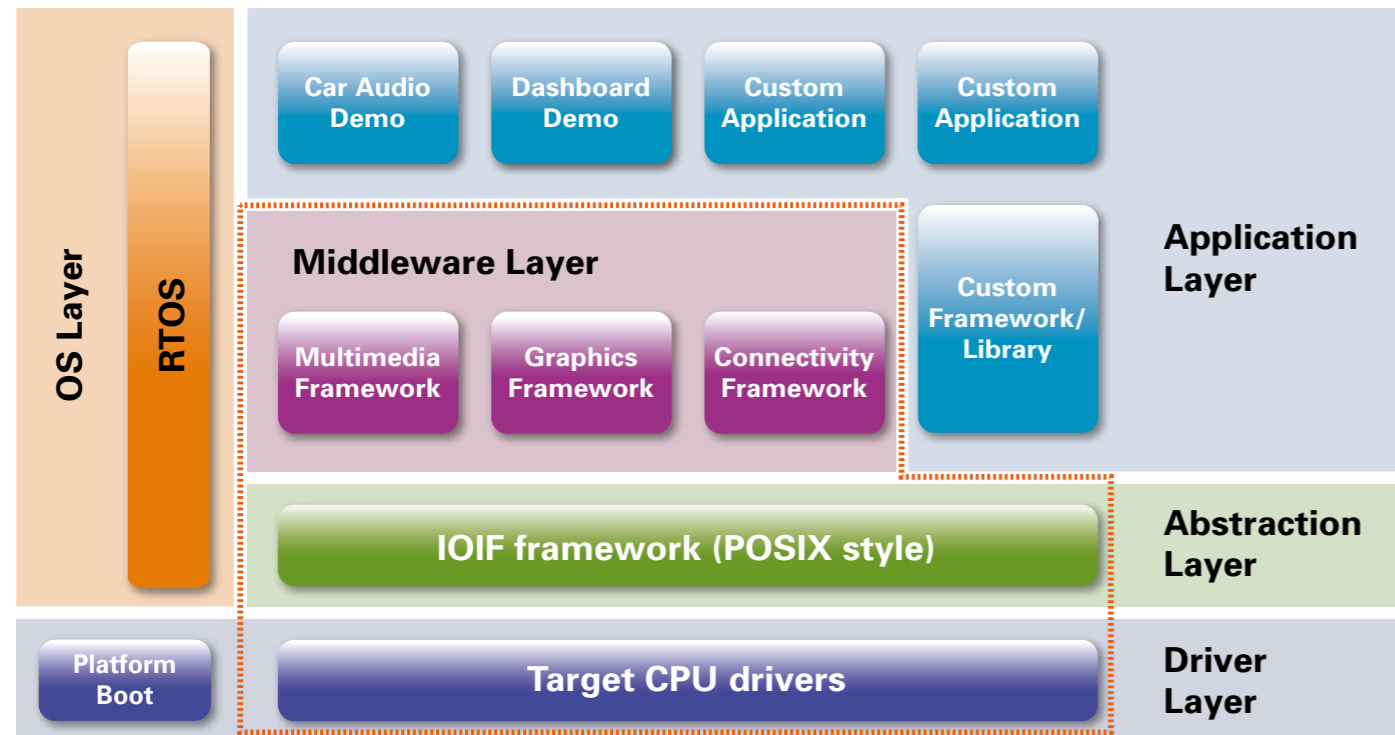 OS Layer
RTOS
Car Audio
Demo
Dashboard
Demo
Custom
Application
Custom
Application
Middleware Layer
Multimedia
Framework
Graphics
Framework
Connectivity
Framework
Custom
Framework/
Library
Application
Layer
IOIF framework (POSIX style)
Abstraction
Layer
Platform
Boot
Target CPU drivers
Driver
Layer